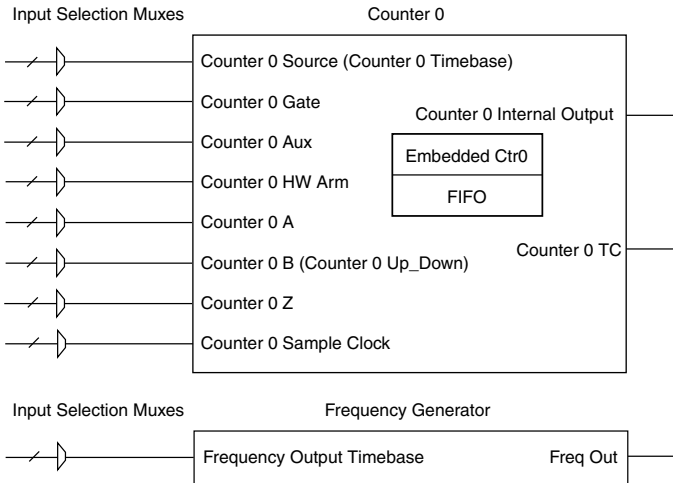 Input Selection Muxes
Counter 0
Counter 0 Source (Counter 0 Timebase)
Counter 0 Gate
Counter 0 Internal Output
Counter 0 Aux
Embedded Ctr0
Counter 0 HW Arm
FIFO
Counter 0 A
Counter 0 TC
Counter 0 B (Counter 0 Up_Down)
Counter 0 Z
Counter 0 Sample Clock
Input Selection Muxes
Frequency Generator
Frequency Output Timebase
Freq Out